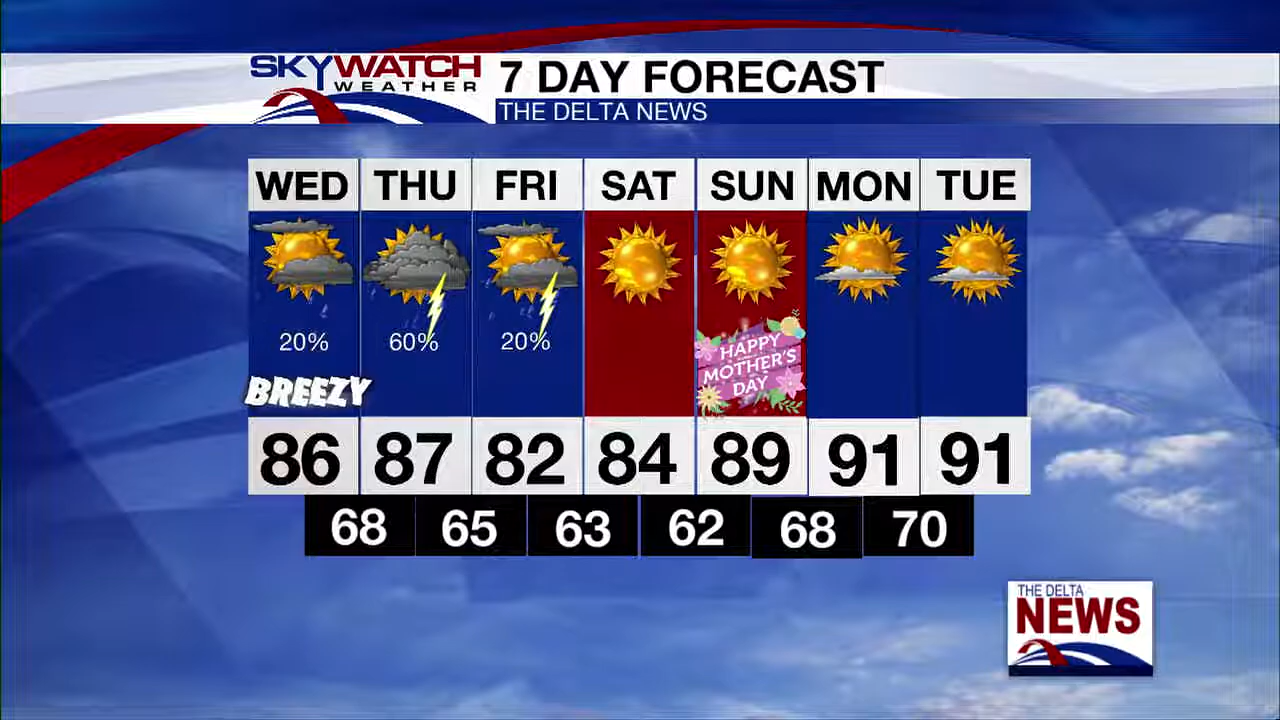 SKYWATCH
WEATHER
7 DAY FORECAST
THE DELTA NEWS
WED THU FRI SAT SUN MON TUE
20% 60% 20%
HAPPY
MOTHER'S
DAY
BREEZY
86 87 82 84 89 91 91
68 65 63 62 68 70
THE DELTA
NEWS